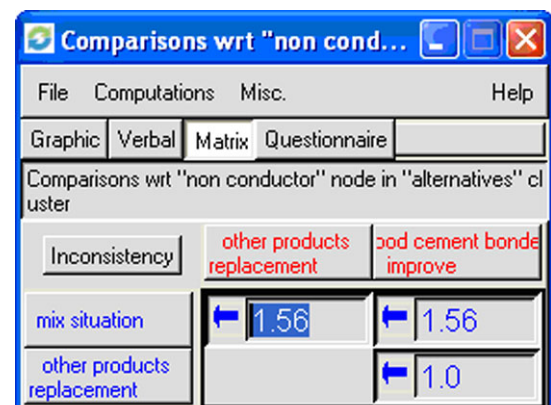 Comparisons wrt "non cond...
File Computations Misc. Help
Graphic Verbal Matrix Questionnaire
Comparisons wrt "non conductor" node in "alternatives" cl
uster
Inconsistency
other products
replacement
cement bonde
improve
mix situation
1.56
1.56
other products
replacement
1.0